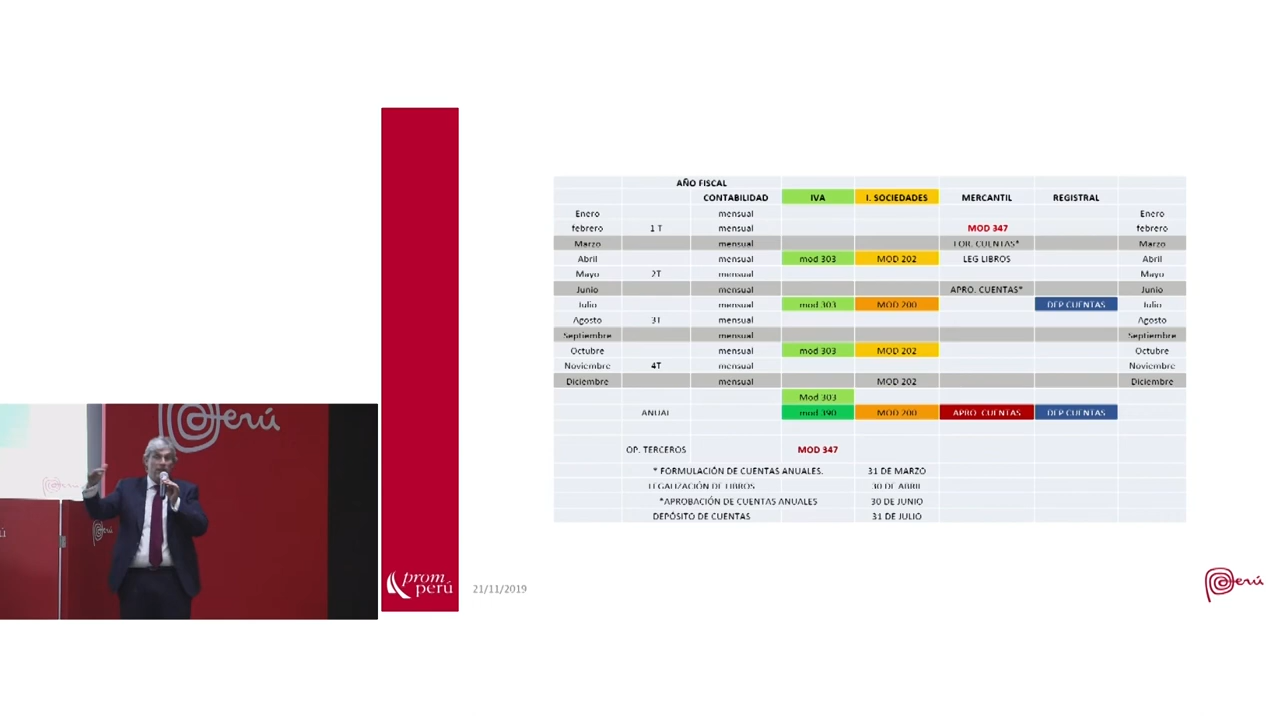 AÑO FISCAL
CONTABILIDAD IVA I. SOCIEDADES MERCANTIL REGISTRAL
Enero mensual Enero
febrero 1 T mensual MOD 347 febrero
Marzo mensual FOR. CUENTAS* Marzo
Abril mensual mod 303 MOD 202 LEG LIBROS Abril
Mayo 2T mensual Mayo
Junio mensual APRO. CUENTAS* Junio
Julio mensual mod 303 MOD 200 DEP CUENTAS Julio
Agosto 3T mensual Agosto
Septiembre mensual Septiembre
Octubre mensual mod 303 MOD 202 Octubre
Noviembre 4T mensual Noviembre
Diciembre mensual MOD 202 Diciembre
Mod 303
ANUAL mod 390 MOD 200 APRO. CUENTAS DEP CUENTAS
OP. TERCEROS MOD 347
* FORMULACIÓN DE CUENTAS ANUALES. 31 DE MARZO
LEGALIZACIÓN DE LIBROS 30 DE ABRIL
*APROBACIÓN DE CUENTAS ANUALES 30 DE JUNIO
DEPÓSITO DE CUENTAS 31 DE JULIO
Perú
prom
perú
21/11/2019
Perú